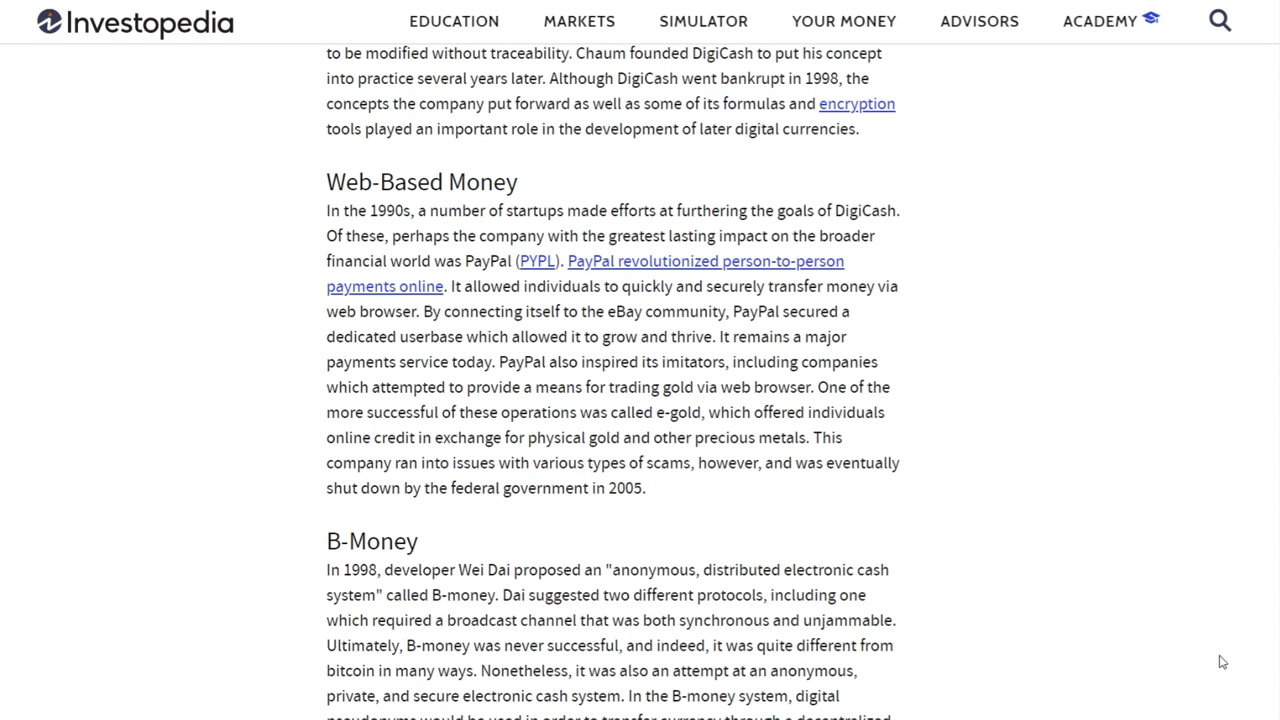 Investopedia
EDUCATION MARKETS SIMULATOR YOUR MONEY ADVISORS ACADEMY
to be modified without traceability. Chaum founded DigiCash to put his concept
into practice several years later. Although DigiCash went bankrupt in 1998, the
concepts the company put forward as well as some of its formulas and encryption
tools played an important role in the development of later digital currencies.
Web-Based Money
In the 1990s, a number of startups made efforts at furthering the goals of DigiCash.
Of these, perhaps the company with the greatest lasting impact on the broader
financial world was PayPal (PYPL). PayPal revolutionized person-to-person
payments online. It allowed individuals to quickly and securely transfer money via
web browser. By connecting itself to the eBay community, PayPal secured a
dedicated userbase which allowed it to grow and thrive. It remains a major
payments service today. PayPal also inspired its imitators, including companies
which attempted to provide a means for trading gold via web browser. One of the
more successful of these operations was called e-gold, which offered individuals
online credit in exchange for physical gold and other precious metals. This
company ran into issues with various types of scams, however, and was eventually
shut down by the federal government in 2005.
B-Money
In 1998, developer Wei Dai proposed an "anonymous, distributed electronic cash
system" called B-money. Dai suggested two different protocols, including one
which required a broadcast channel that was both synchronous and unjammable.
Ultimately, B-money was never successful, and indeed, it was quite different from
bitcoin in many ways. Nonetheless, it was also an attempt at an anonymous,
private, and secure electronic cash system. In the B-money system, digital
pseudonyms would be used in order to transfer currency through a decentralized